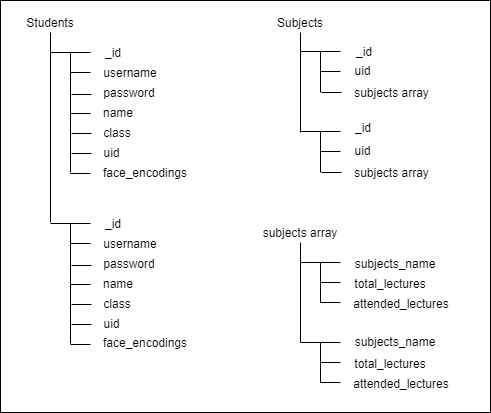 Students
_id
username
password
name
class
uid
face_encodings
_id
username
password
name
class
uid
face_encodings
Subjects
_id
uid
subjects array
_id
uid
subjects array
subjects array
subjects_name
total_lectures
attended_lectures
subjects_name
total_lectures
attended_lectures